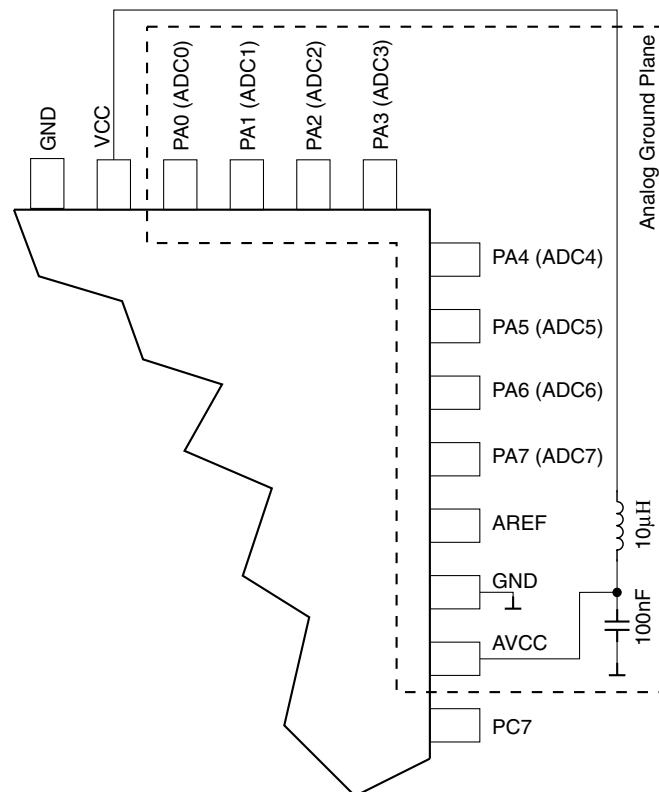 GND
VCC
PA0 (ADC0)
PA1 (ADC1)
PA2 (ADC2)
PA3 (ADC3)
Analog Ground Plane
PA4 (ADC4)
PA5 (ADC5)
PA6 (ADC6)
PA7 (ADC7)
AREF
10μH
GND
AVCC
100nF
PC7